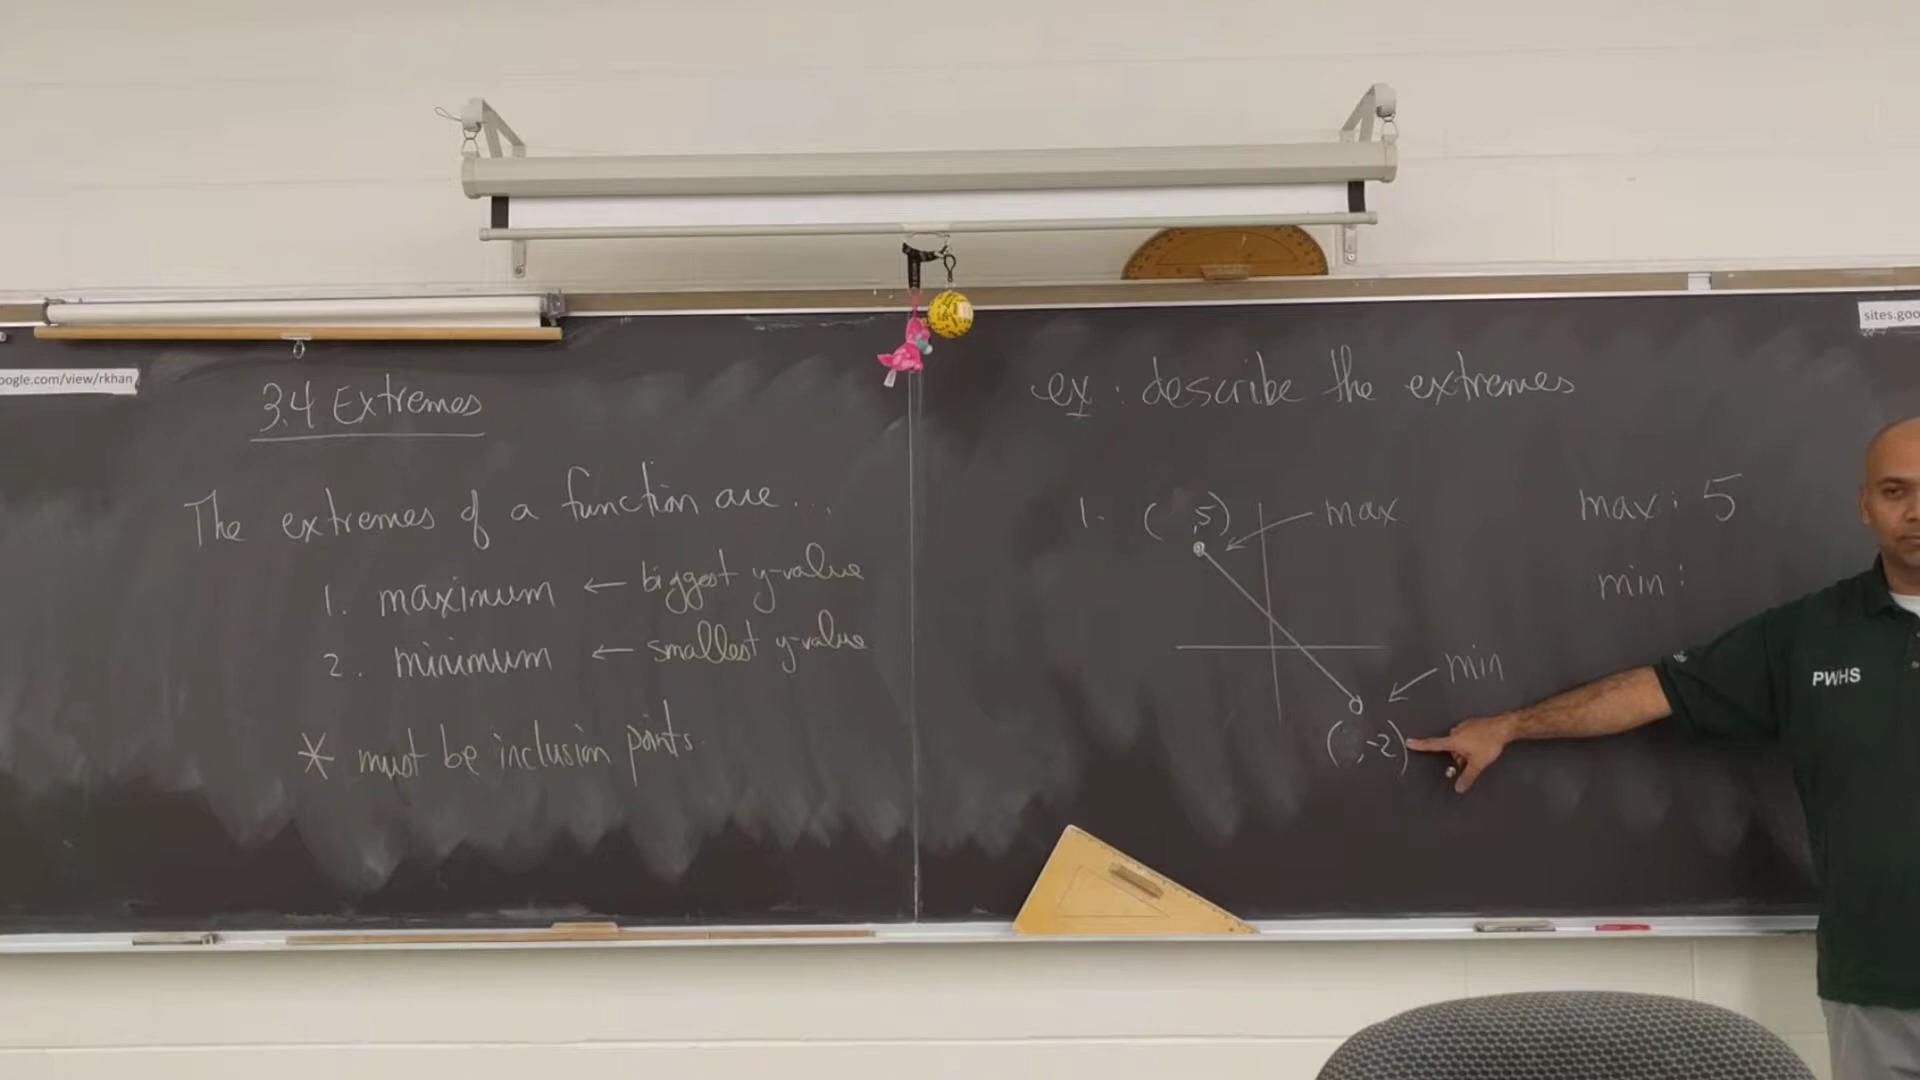 sites.goo
oogle.com/view/rkhan
3.4 Extremes
The extremes of a function are...
1. maximum ← biggest y-value
2. minimum ← smallest y-value
* must be inclusion points.
ex: describe the extremes
1. ( ,5) max
max: 5
min:
min
( ,-2)
PWHS